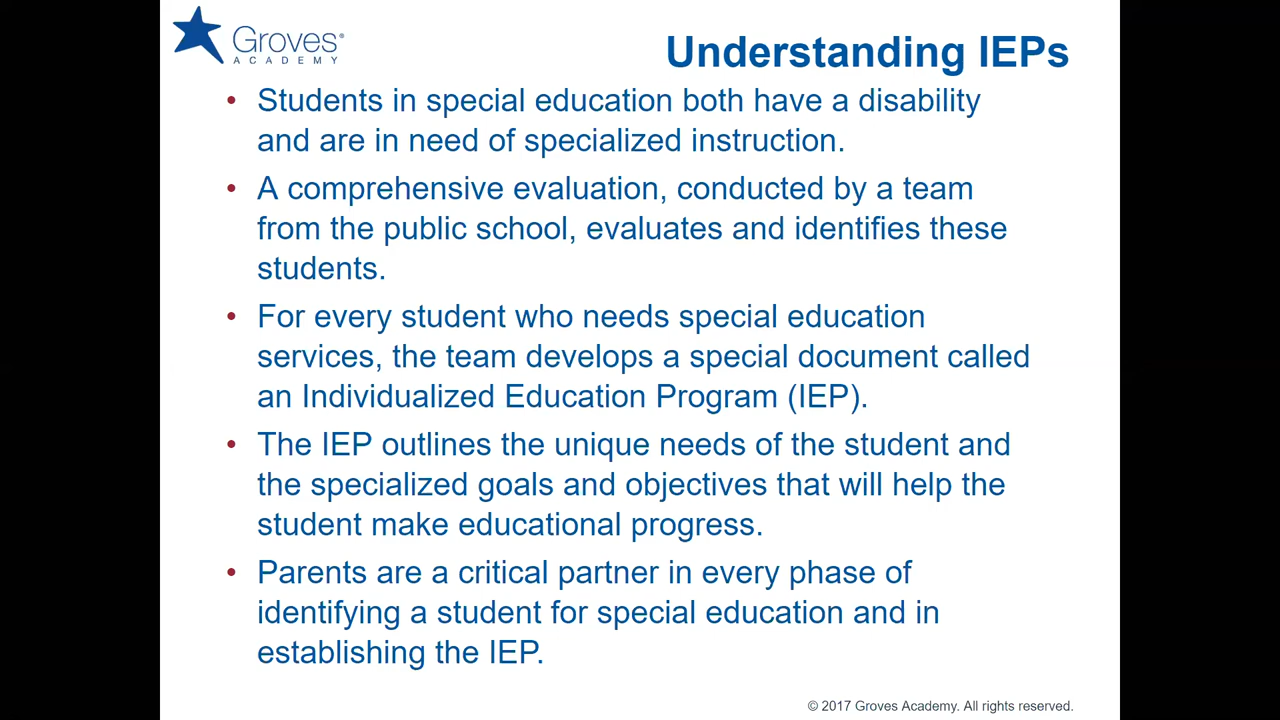 Groves®
ACADEMY
Understanding IEPs
• Students in special education both have a disability
and are in need of specialized instruction.
• A comprehensive evaluation, conducted by a team
from the public school, evaluates and identifies these
students.
• For every student who needs special education
services, the team develops a special document called
an Individualized Education Program (IEP).
• The IEP outlines the unique needs of the student and
the specialized goals and objectives that will help the
student make educational progress.
• Parents are a critical partner in every phase of
identifying a student for special education and in
establishing the IEP.
© 2017 Groves Academy. All rights reserved.